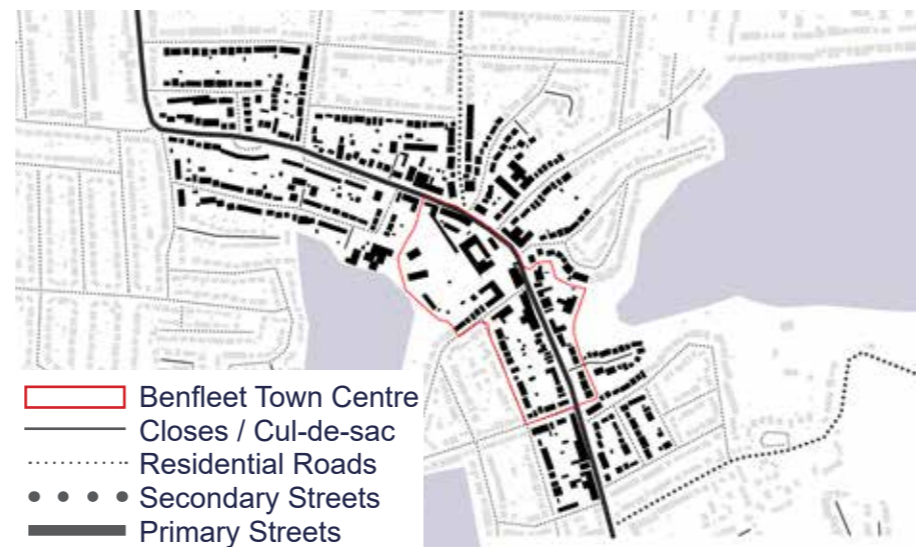 Benfleet Town Centre
Closes / Cul-de-sac
Residential Roads
Secondary Streets
Primary Streets